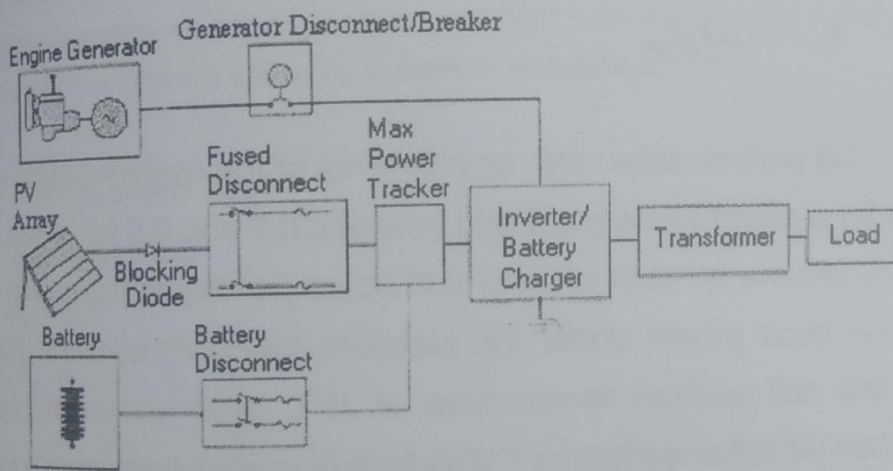 Generator Disconnect/Breaker
Engine Generator
Max
Power
Tracker
Fused
Disconnect
PV
Array
Inverter/
Battery
Charger
Transformer
Load
Blocking
Diode
Battery
Battery
Disconnect